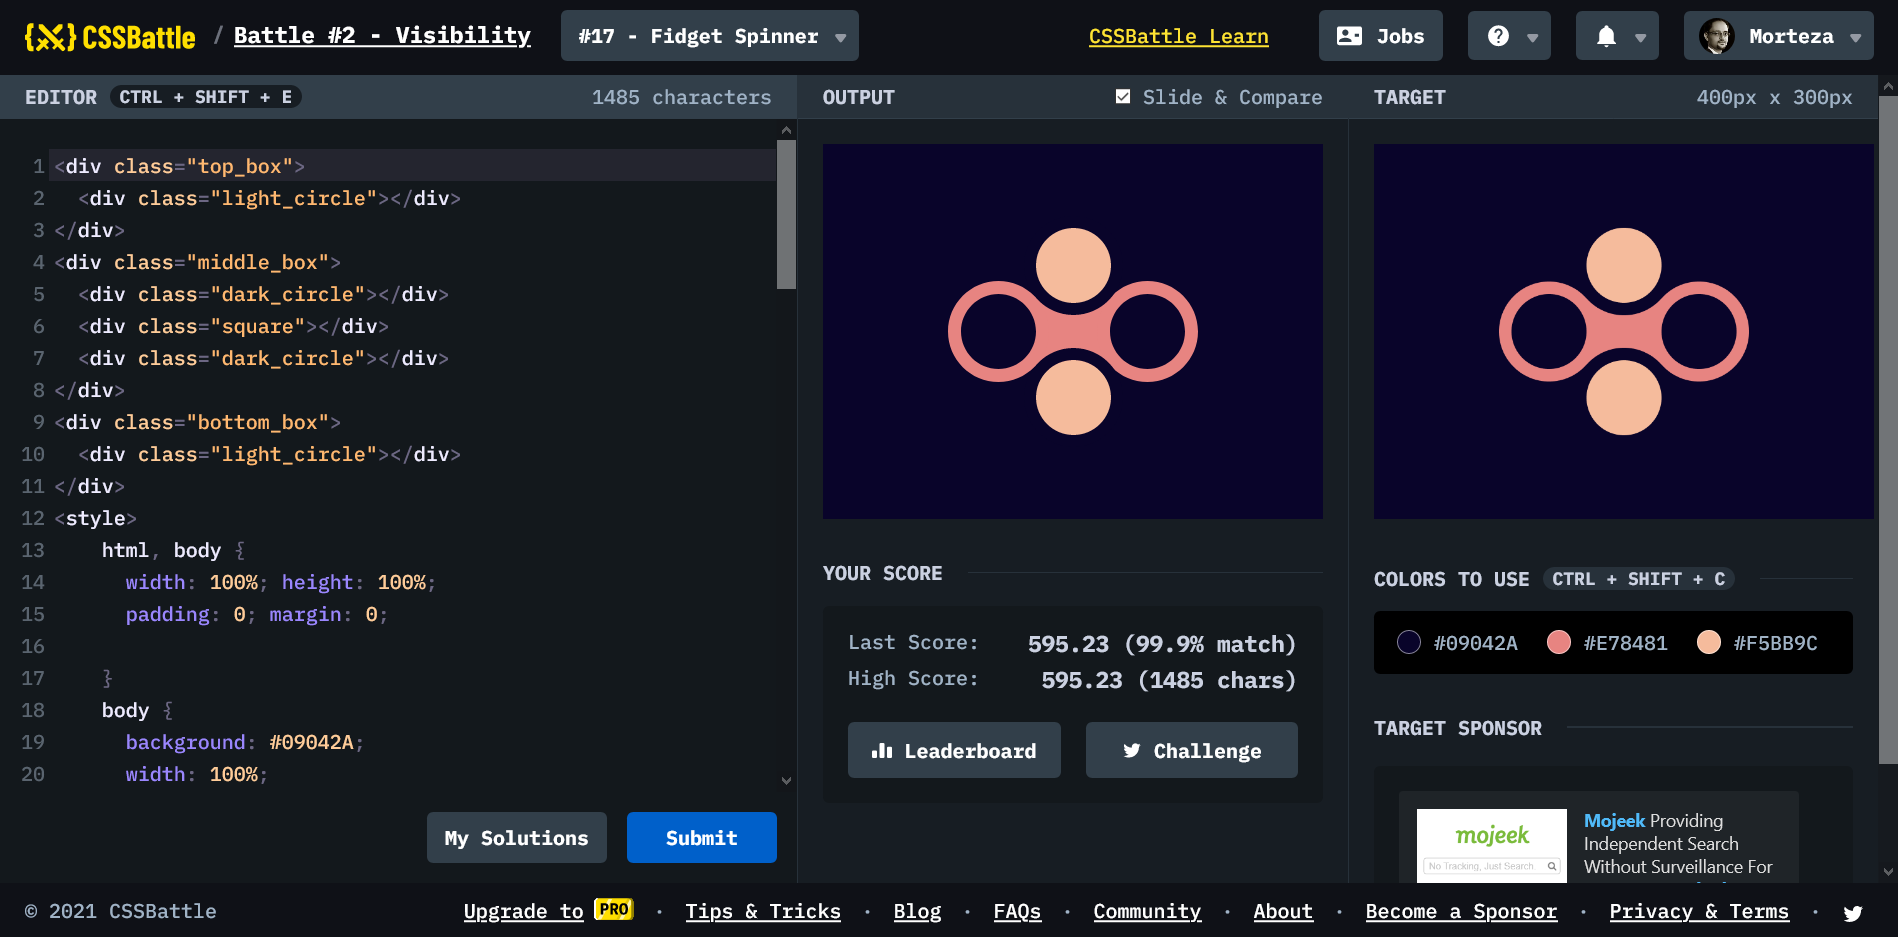 {X} CSSBattle / Battle #2 - Visibility #17 - Fidget Spinner CSSBattle Learn Jobs Morteza
EDITOR CTRL + SHIFT + E 1485 characters
1 <div class="top_box">
2 <div class="light_circle"></div>
3 </div>
4 <div class="middle_box">
5 <div class="dark_circle"></div>
6 <div class="square"></div>
7 <div class="dark_circle"></div>
8 </div>
9 <div class="bottom_box">
10 <div class="light_circle"></div>
11 </div>
12 <style>
13 html, body {
14 width: 100%; height: 100%;
15 padding: 0; margin: 0;
16
17 }
18 body {
19 background: #09042A;
20 width: 100%;
My Solutions Submit
OUTPUT Slide & Compare
YOUR SCORE
Last Score: 595.23 (99.9% match)
High Score: 595.23 (1485 chars)
Leaderboard Challenge
TARGET 400px x 300px
COLORS TO USE CTRL + SHIFT + C
#09042A #E78481 #F5BB9C
TARGET SPONSOR
mojeek
No Tracking, Just Search.
Mojeek Providing
Independent Search
Without Surveillance For
© 2021 CSSBattle Upgrade to PRO · Tips & Tricks · Blog · FAQs · Community · About · Become a Sponsor · Privacy & Terms ·